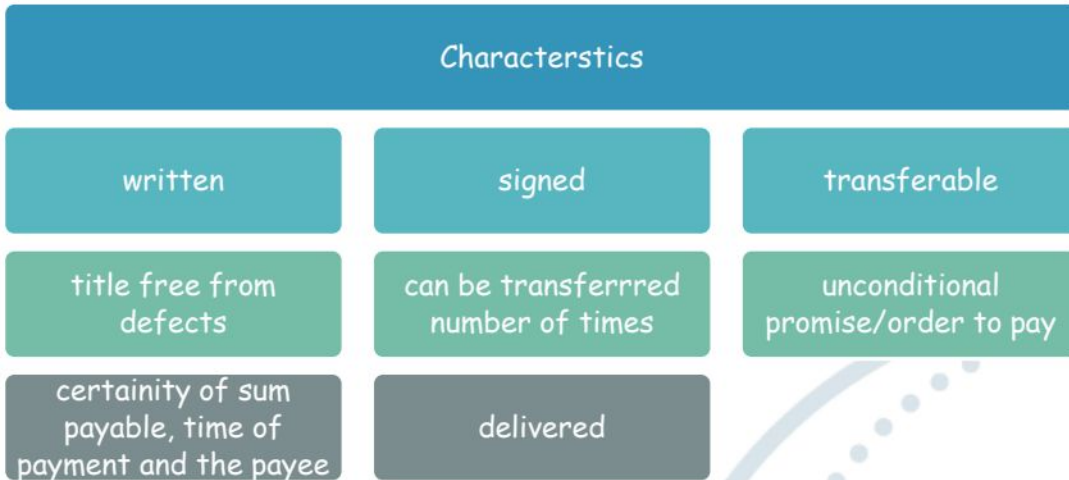 Characterstics
written
signed
transferable
title free from
defects
can be transferrred
number of times
unconditional
promise/order to pay
certainity of sum
payable, time of
payment and the payee
delivered